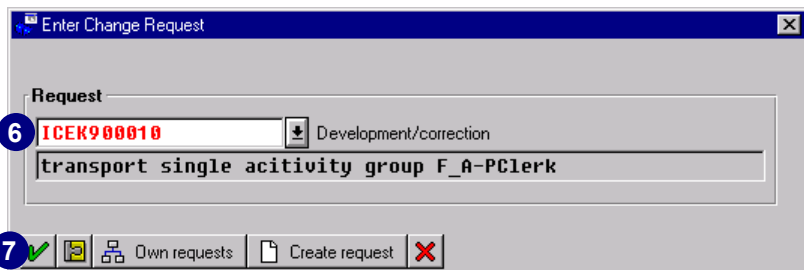 Enter Change Request
Request
6 ICEK900010 Development/correction
transport single acitivity group F_A-PClerk
7 Own requests Create request